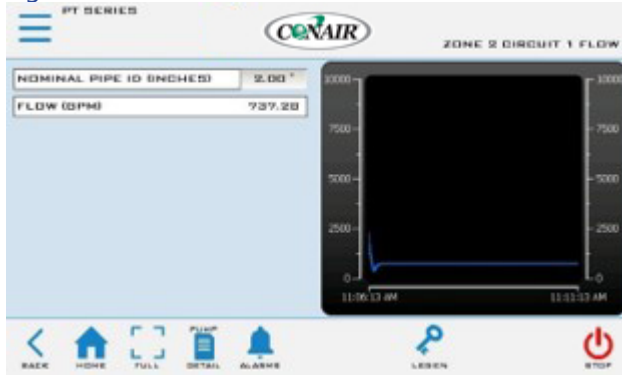 PT SERIES
CONAIR
ZONE 2 CIRCUIT 1 FLOW
NOMINAL PIPE ID (INCHES) 2.00 "
FLOW (GPM) 737.28
10000 10000
7500 7500
5000 5000
2500 2500
0 0
11:06:13 AM 11:11:13 AM
BACK HOME FULL PUMP DETAIL ALARMS LEGEN STOP